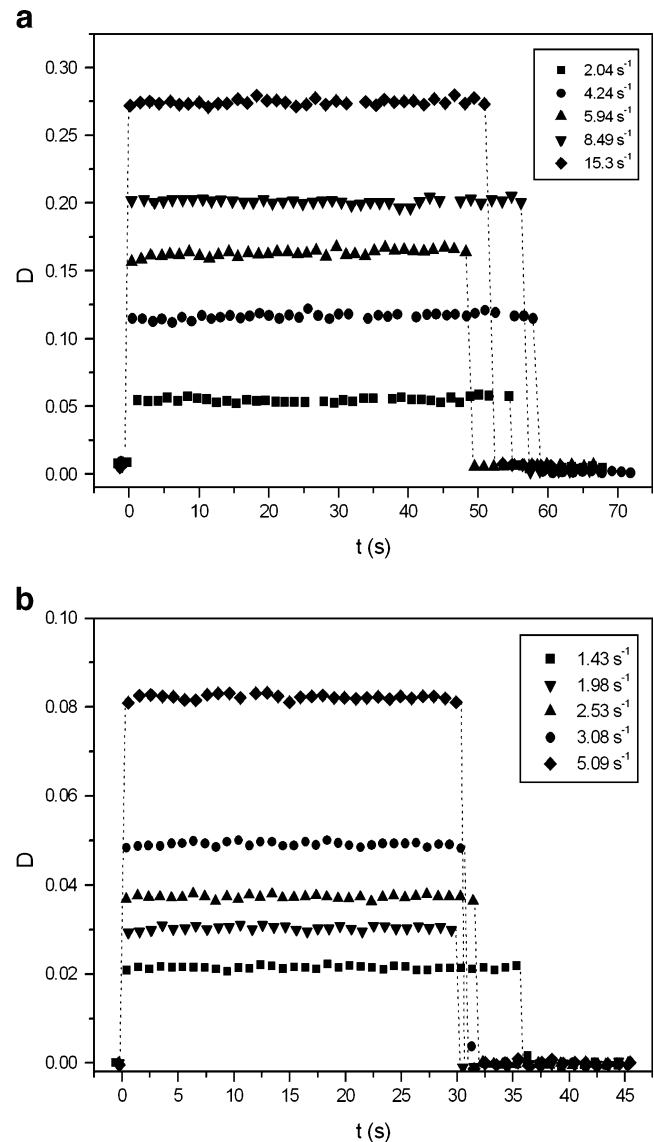 a
0.30
0.25
0.20
0.15
0.10
0.05
0.00
D
2.04 s⁻¹
4.24 s⁻¹
5.94 s⁻¹
8.49 s⁻¹
15.3 s⁻¹
0 10 20 30 40 50 60 70
t (s)
b
0.10
0.08
0.06
0.04
0.02
0.00
D
1.43 s⁻¹
1.98 s⁻¹
2.53 s⁻¹
3.08 s⁻¹
5.09 s⁻¹
0 5 10 15 20 25 30 35 40 45
t (s)